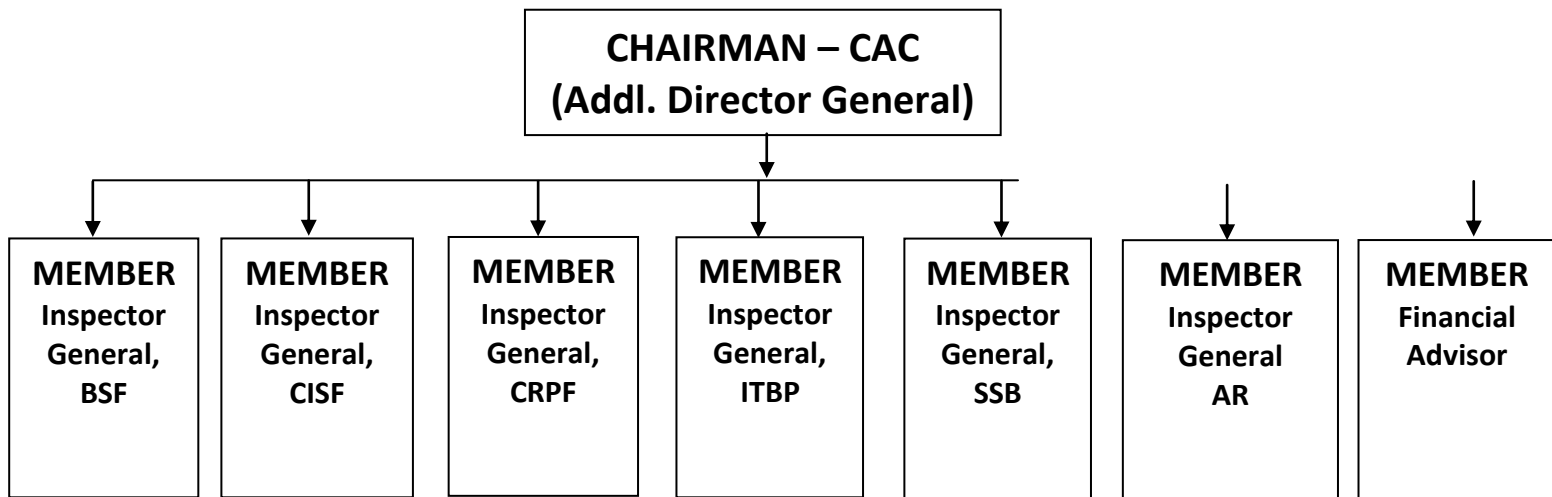 CHAIRMAN – CAC
(Addl. Director General)
MEMBER
Inspector
General,
BSF
MEMBER
Inspector
General,
CISF
MEMBER
Inspector
General,
CRPF
MEMBER
Inspector
General,
ITBP
MEMBER
Inspector
General,
SSB
MEMBER
Inspector
General
AR
MEMBER
Financial
Advisor